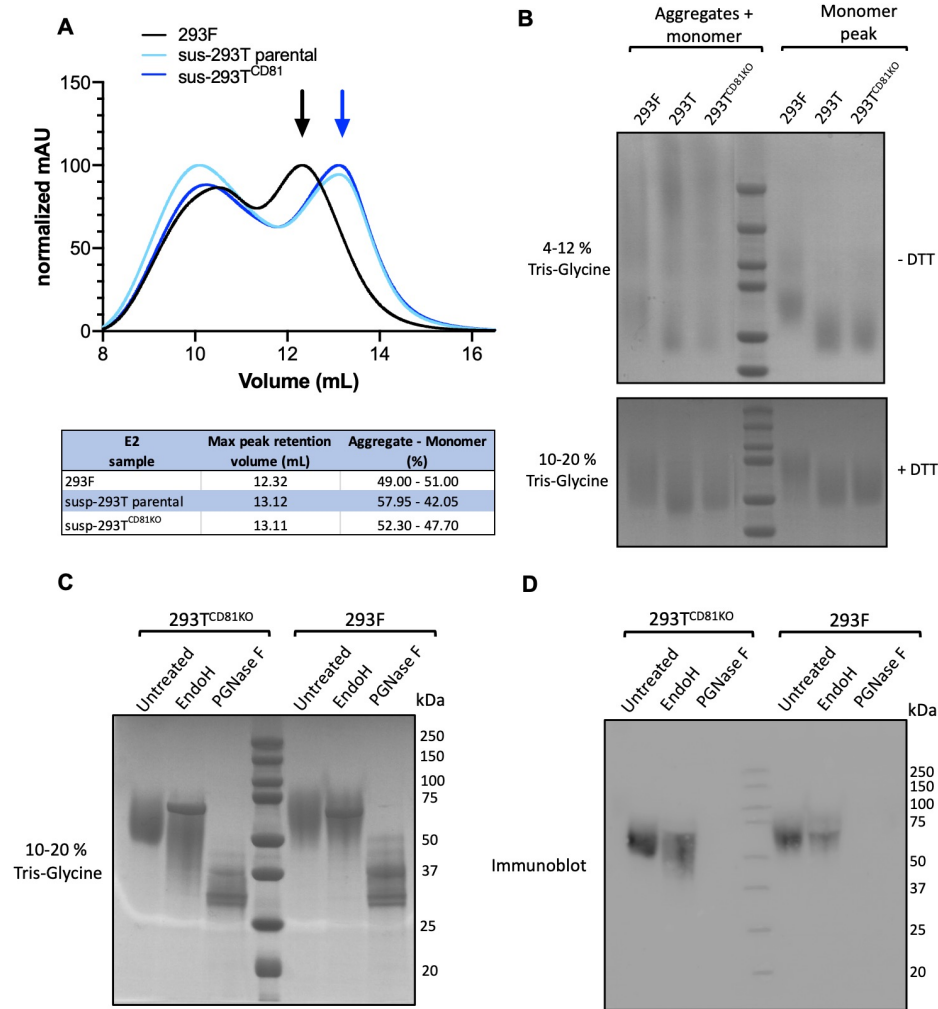 A
293F
sus-293T parental
sus-293T^CD81
normalized mAU
150
100
50
0
8
10
12
14
16
Volume (mL)
E2 sample | Max peak retention volume (mL) | Aggregate - Monomer (%)
293F | 12.32 | 49.00 - 51.00
susp-293T parental | 13.12 | 57.95 - 42.05
susp-293T^CD81KO | 13.11 | 52.30 - 47.70
B
Aggregates +
monomer
Monomer
peak
293F
293T
293T^CD81KO
293F
293T
293T^CD81KO
4-12 %
Tris-Glycine
- DTT
10-20 %
Tris-Glycine
+ DTT
C
293T^CD81KO
293F
Untreated
EndoH
PGNase F
Untreated
EndoH
PGNase F
kDa
250
150
100
75
50
37
25
20
10-20 %
Tris-Glycine
D
293T^CD81KO
293F
Untreated
EndoH
PGNase F
Untreated
EndoH
PGNase F
kDa
250
150
100
75
50
37
25
20
Immunoblot